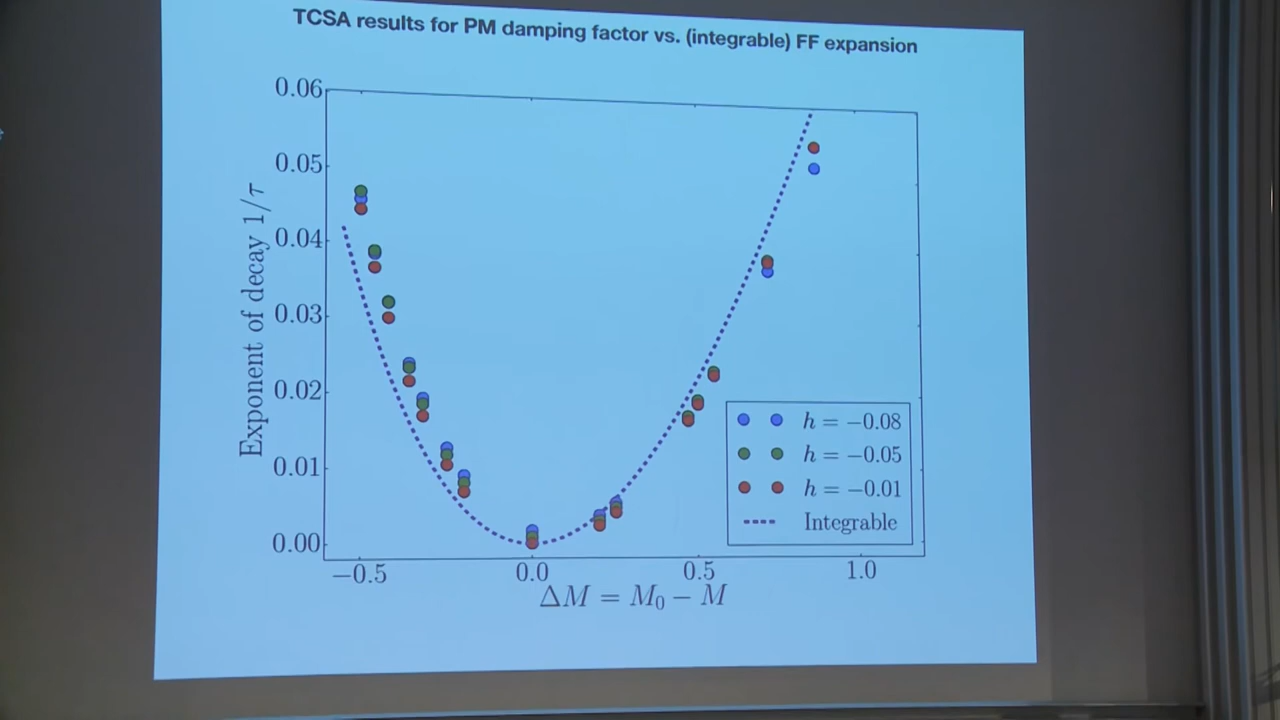 TCSA results for PM damping factor vs. (integrable) FF expansion
0.06
0.05
0.04
0.03
0.02
0.01
0.00
Exponent of decay 1/τ
−0.5 0.0 0.5 1.0
ΔM = M₀ − M
h = −0.08
h = −0.05
h = −0.01
Integrable